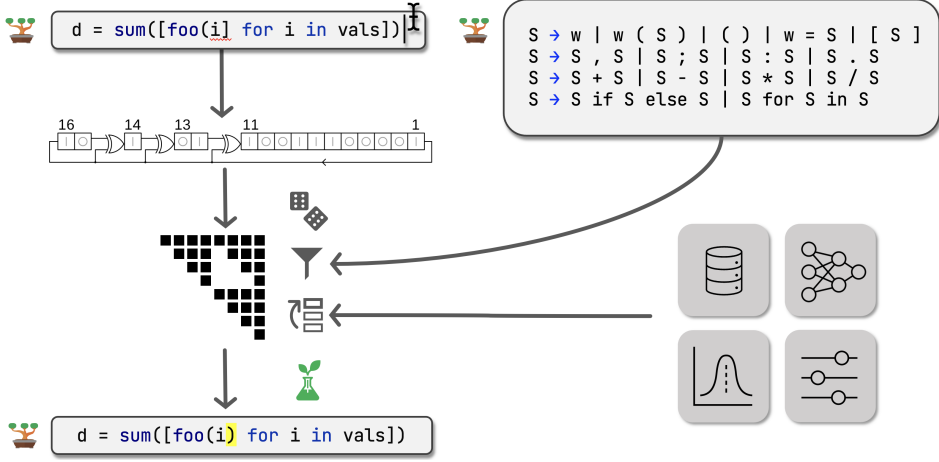 d = sum([foo(i] for i in vals])
S → w | w ( S ) | ( ) | w = S | [ S ]
S → S , S | S ; S | S : S | S . S
S → S + S | S - S | S * S | S / S
S → S if S else S | S for S in S
16 14 13 11 1
| O | O | | O O O | | | | O O O O |
d = sum([foo(i) for i in vals])